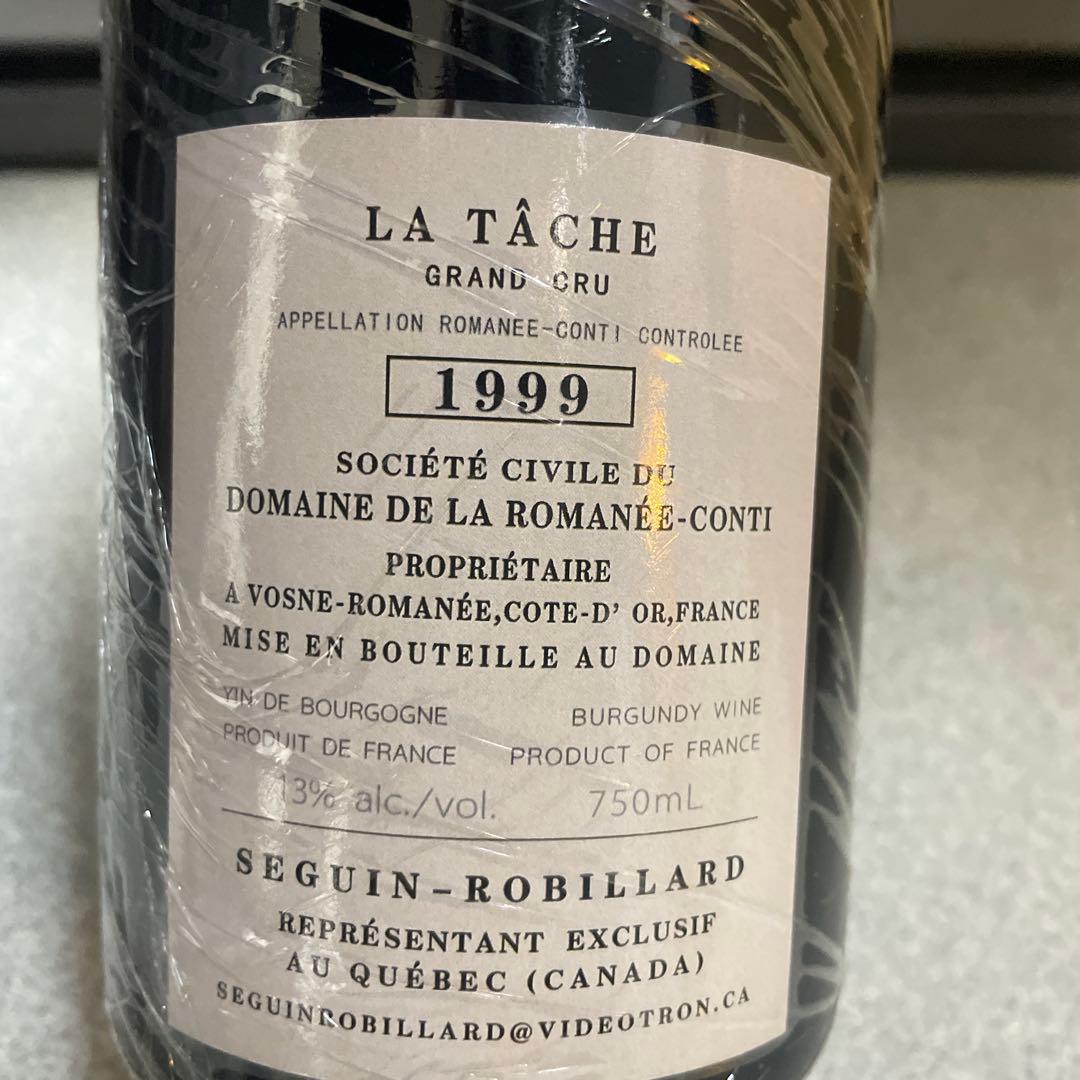 LA TÂCHE
GRAND CRU
APPELLATION ROMANEE-CONTI CONTROLEE
1999
SOCIÉTÉ CIVILE DU
DOMAINE DE LA ROMANÉE-CONTI
PROPRIÉTAIRE
A VOSNE-ROMANÉE,COTE-D' OR,FRANCE
MISE EN BOUTEILLE AU DOMAINE
VIN DE BOURGOGNE BURGUNDY WINE
PRODUIT DE FRANCE PRODUCT OF FRANCE
13% alc./vol. 750mL
SEGUIN-ROBILLARD
REPRÉSENTANT EXCLUSIF
AU QUÉBEC (CANADA)
SEGUINROBILLARD@VIDEOTRON.CA